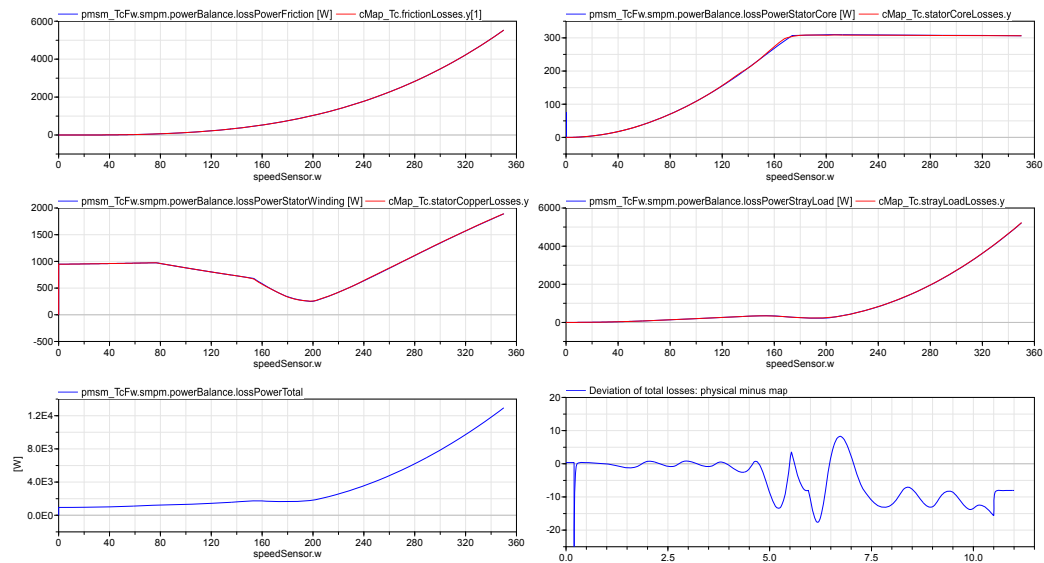 pmsm_TcFw.smpm.powerBalance.lossPowerFriction [W] cMap_Tc.frictionLosses.y[1]
6000
4000
2000
0
0 40 80 120 160 200 240 280 320 360
speedSensor.w
pmsm_TcFw.smpm.powerBalance.lossPowerStatorCore [W] cMap_Tc.statorCoreLosses.y
300
200
100
0
0 40 80 120 160 200 240 280 320 360
speedSensor.w
pmsm_TcFw.smpm.powerBalance.lossPowerStatorWinding [W] cMap_Tc.statorCopperLosses.y
2000
1500
1000
500
0
-500
0 40 80 120 160 200 240 280 320 360
speedSensor.w
pmsm_TcFw.smpm.powerBalance.lossPowerStrayLoad [W] cMap_Tc.strayLoadLosses.y
6000
4000
2000
0
0 40 80 120 160 200 240 280 320 360
speedSensor.w
pmsm_TcFw.smpm.powerBalance.lossPowerTotal
[W]
1.2E4
8.0E3
4.0E3
0.0E0
0 40 80 120 160 200 240 280 320 360
speedSensor.w
Deviation of total losses: physical minus map
20
10
0
-10
-20
0.0 2.5 5.0 7.5 10.0